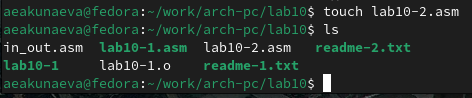 aeakunaeva@fedora:~/work/arch-pc/lab10$ touch lab10-2.asm
aeakunaeva@fedora:~/work/arch-pc/lab10$ ls
in_out.asm lab10-1.asm lab10-2.asm readme-2.txt
lab10-1 lab10-1.o readme-1.txt
aeakunaeva@fedora:~/work/arch-pc/lab10$